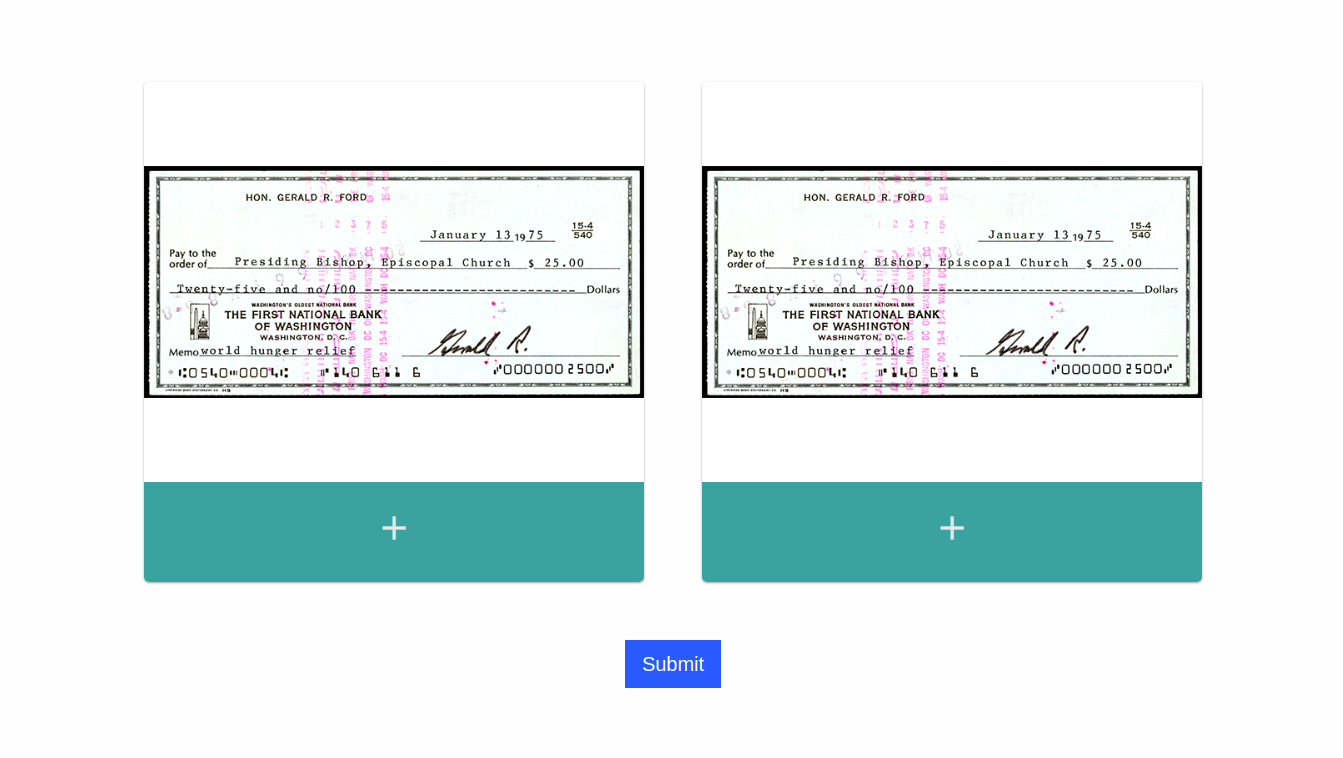 HON. GERALD R. FORD
January 13 1975
15-4
540
Pay to the
order of Presiding Bishop, Episcopal Church $ 25.00
Twenty-five and no/100 Dollars
WASHINGTON'S OLDEST NATIONAL BANK
THE FIRST NATIONAL BANK
OF WASHINGTON
WASHINGTON, D. C.
Memo world hunger relief
Gerald R.
⑆0540⑉0004⑆ ⑈140 611 6 ⑈0000002500⑈
HON. GERALD R. FORD
January 13 1975
15-4
540
Pay to the
order of Presiding Bishop, Episcopal Church $ 25.00
Twenty-five and no/100 Dollars
WASHINGTON'S OLDEST NATIONAL BANK
THE FIRST NATIONAL BANK
OF WASHINGTON
WASHINGTON, D. C.
Memo world hunger relief
Gerald R.
⑆0540⑉0004⑆ ⑈140 611 6 ⑈0000002500⑈
+
+
Submit